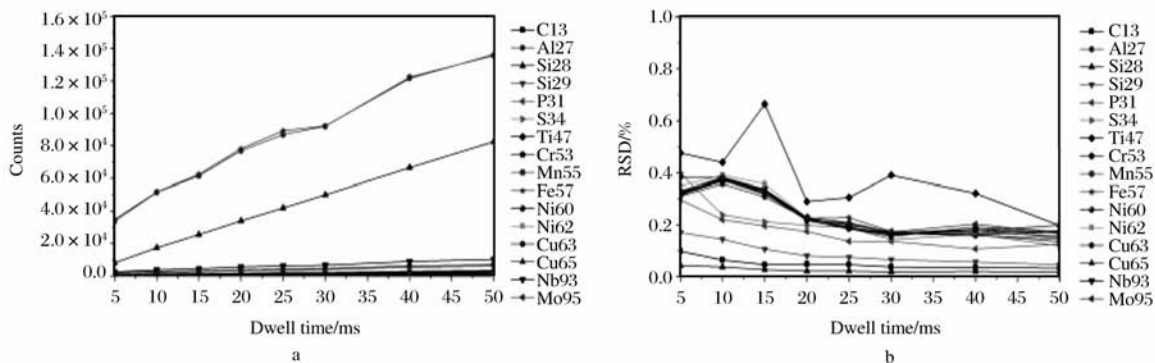 1.6 × 10⁵
1.4 × 10⁵
1.2 × 10⁵
1.0 × 10⁵
8.0 × 10⁴
6.0 × 10⁴
4.0 × 10⁴
2.0 × 10⁴
0.0
Counts
5 10 15 20 25 30 35 40 45 50
Dwell time/ms
a
C13
Al27
Si28
Si29
P31
S34
Ti47
Cr53
Mn55
Fe57
Ni60
Ni62
Cu63
Cu65
Nb93
Mo95
1.0
0.8
0.6
0.4
0.2
0.0
RSD/%
5 10 15 20 25 30 35 40 45 50
Dwell time/ms
b
C13
Al27
Si28
Si29
P31
S34
Ti47
Cr53
Mn55
Fe57
Ni60
Ni62
Cu63
Cu65
Nb93
Mo95